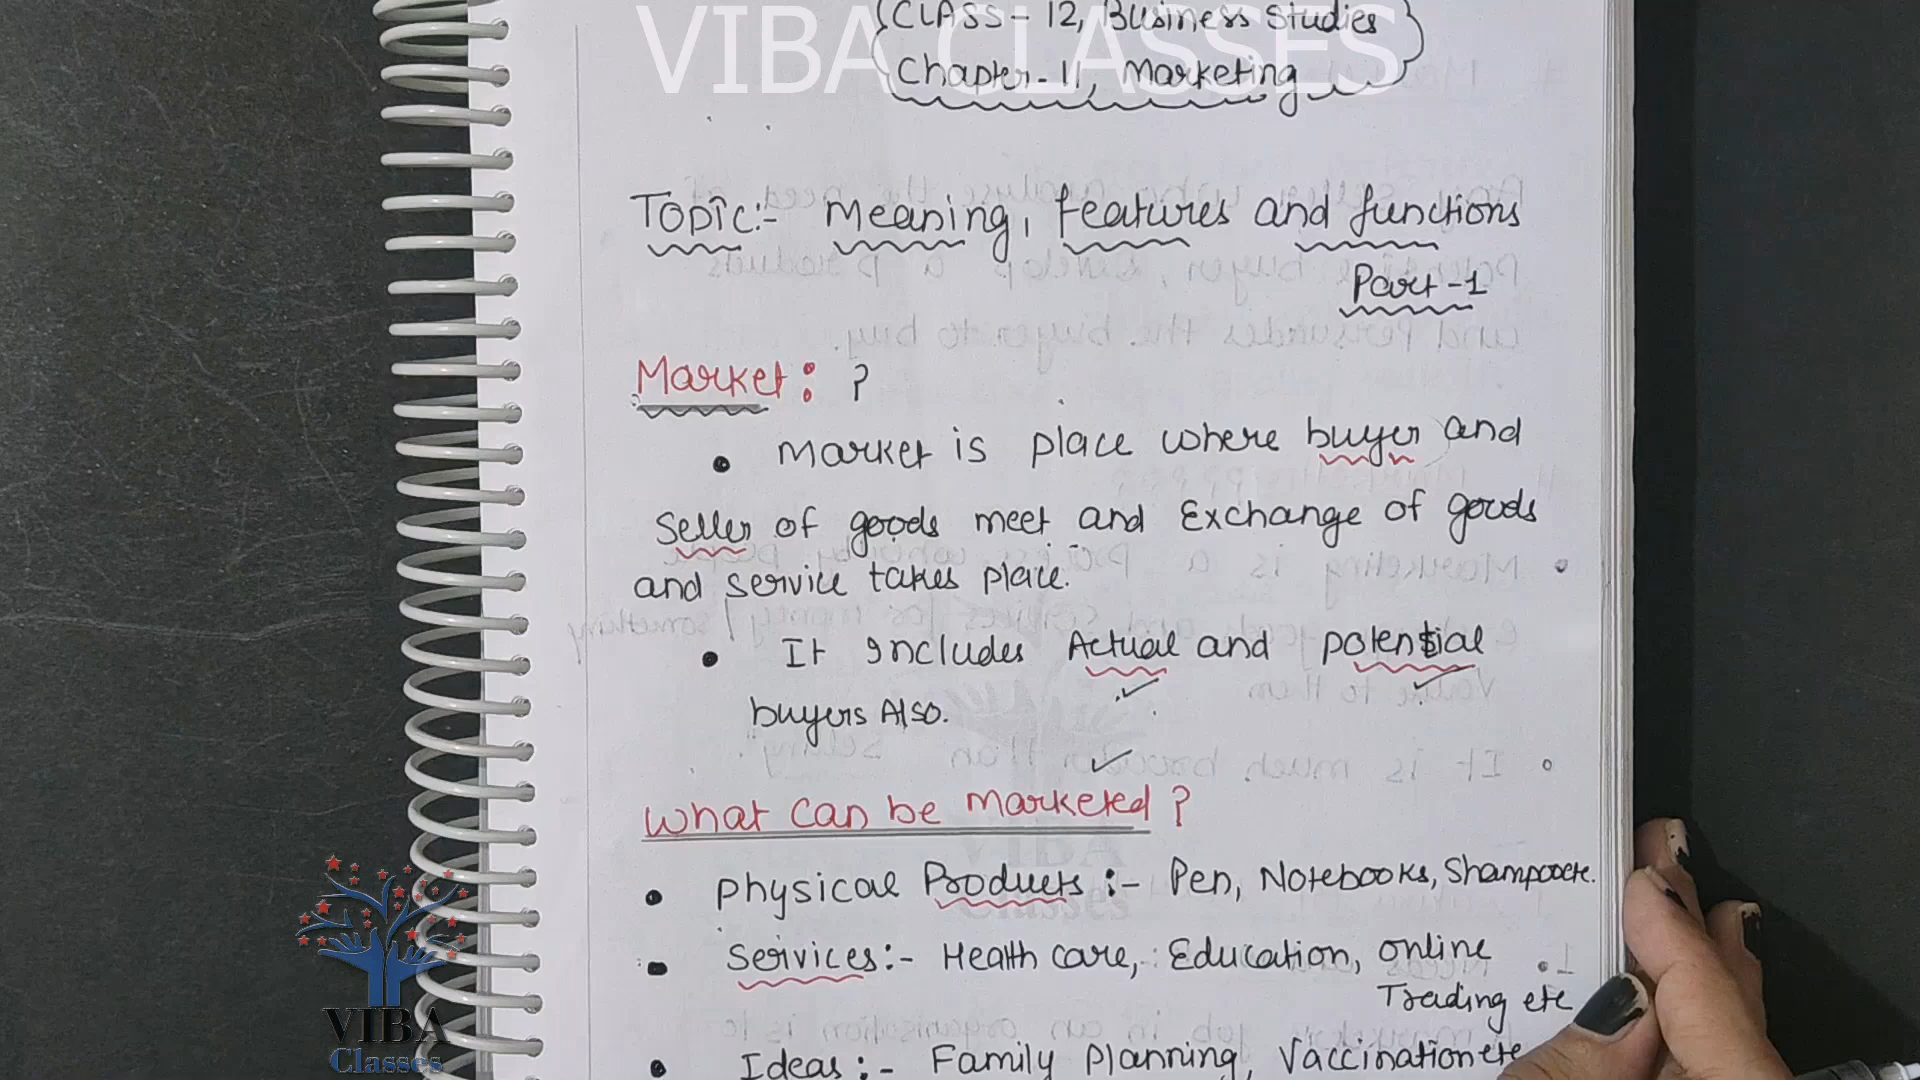 VIBA CLASSES
CLASS-12, Business Studies
Chapter-11, Marketing
TOPIC:- Meaning, features and functions
Part-1
Market: ?
• Market is place where buyer and
Seller of goods meet and Exchange of goods
and service takes place.
• It includes Actual and potential
buyers Also.
What can be marketed ?
• Physical Products :- Pen, Notebooks, Shampoo etc.
• Services:- Health care, Education, online
Trading etc
• Ideas:- Family Planning, Vaccination etc
VIBA
Classes